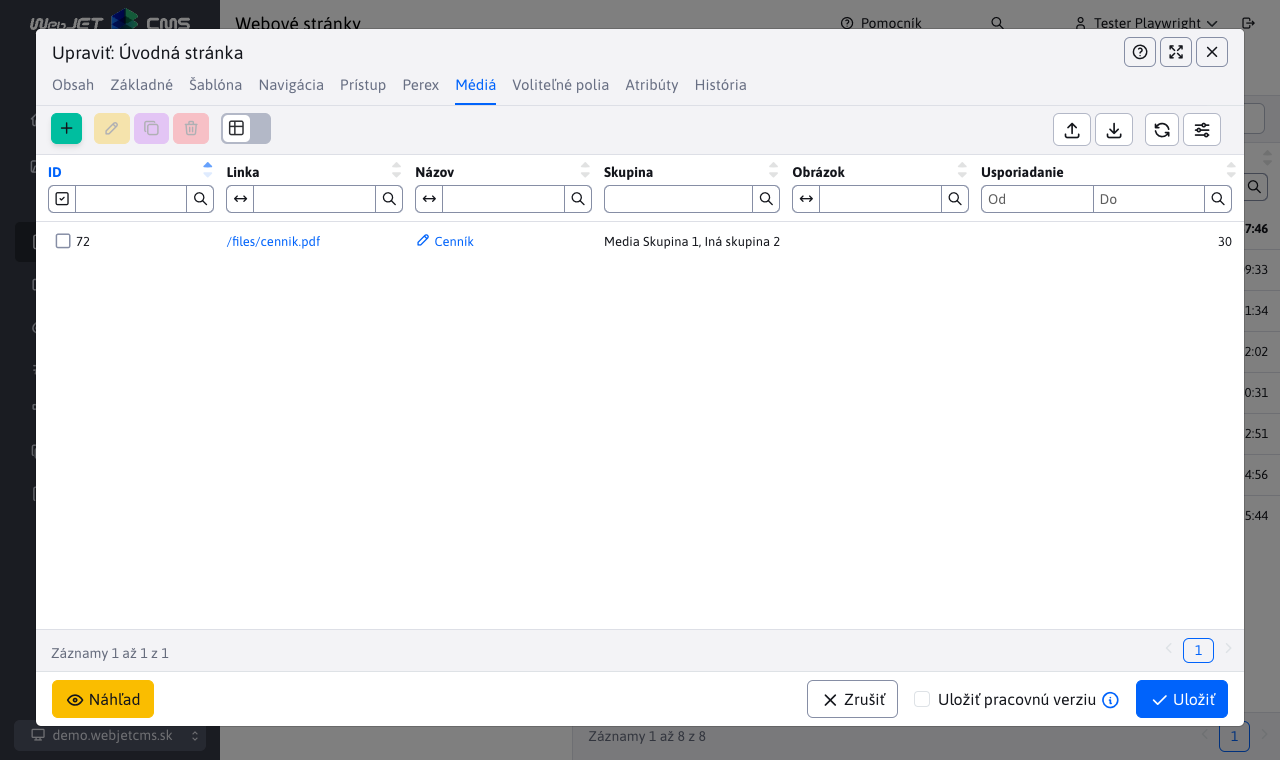 WebJET CMS
Webové stránky
Pomocník
Tester Playwright
Upraviť: Úvodná stránka
Obsah Základné Šablóna Navigácia Prístup Perex Médiá Voliteľné polia Atribúty História
ID Linka Názov Skupina Obrázok Usporiadanie
Od Do
72 /files/cennik.pdf Cenník Media Skupina 1, Iná skupina 2 30
7:46
9:33
1:34
2:02
0:31
2:51
4:56
5:44
Záznamy 1 až 1 z 1 1
Náhľad Zrušiť Uložiť pracovnú verziu Uložiť
demo.webjetcms.sk Záznamy 1 až 8 z 8 1